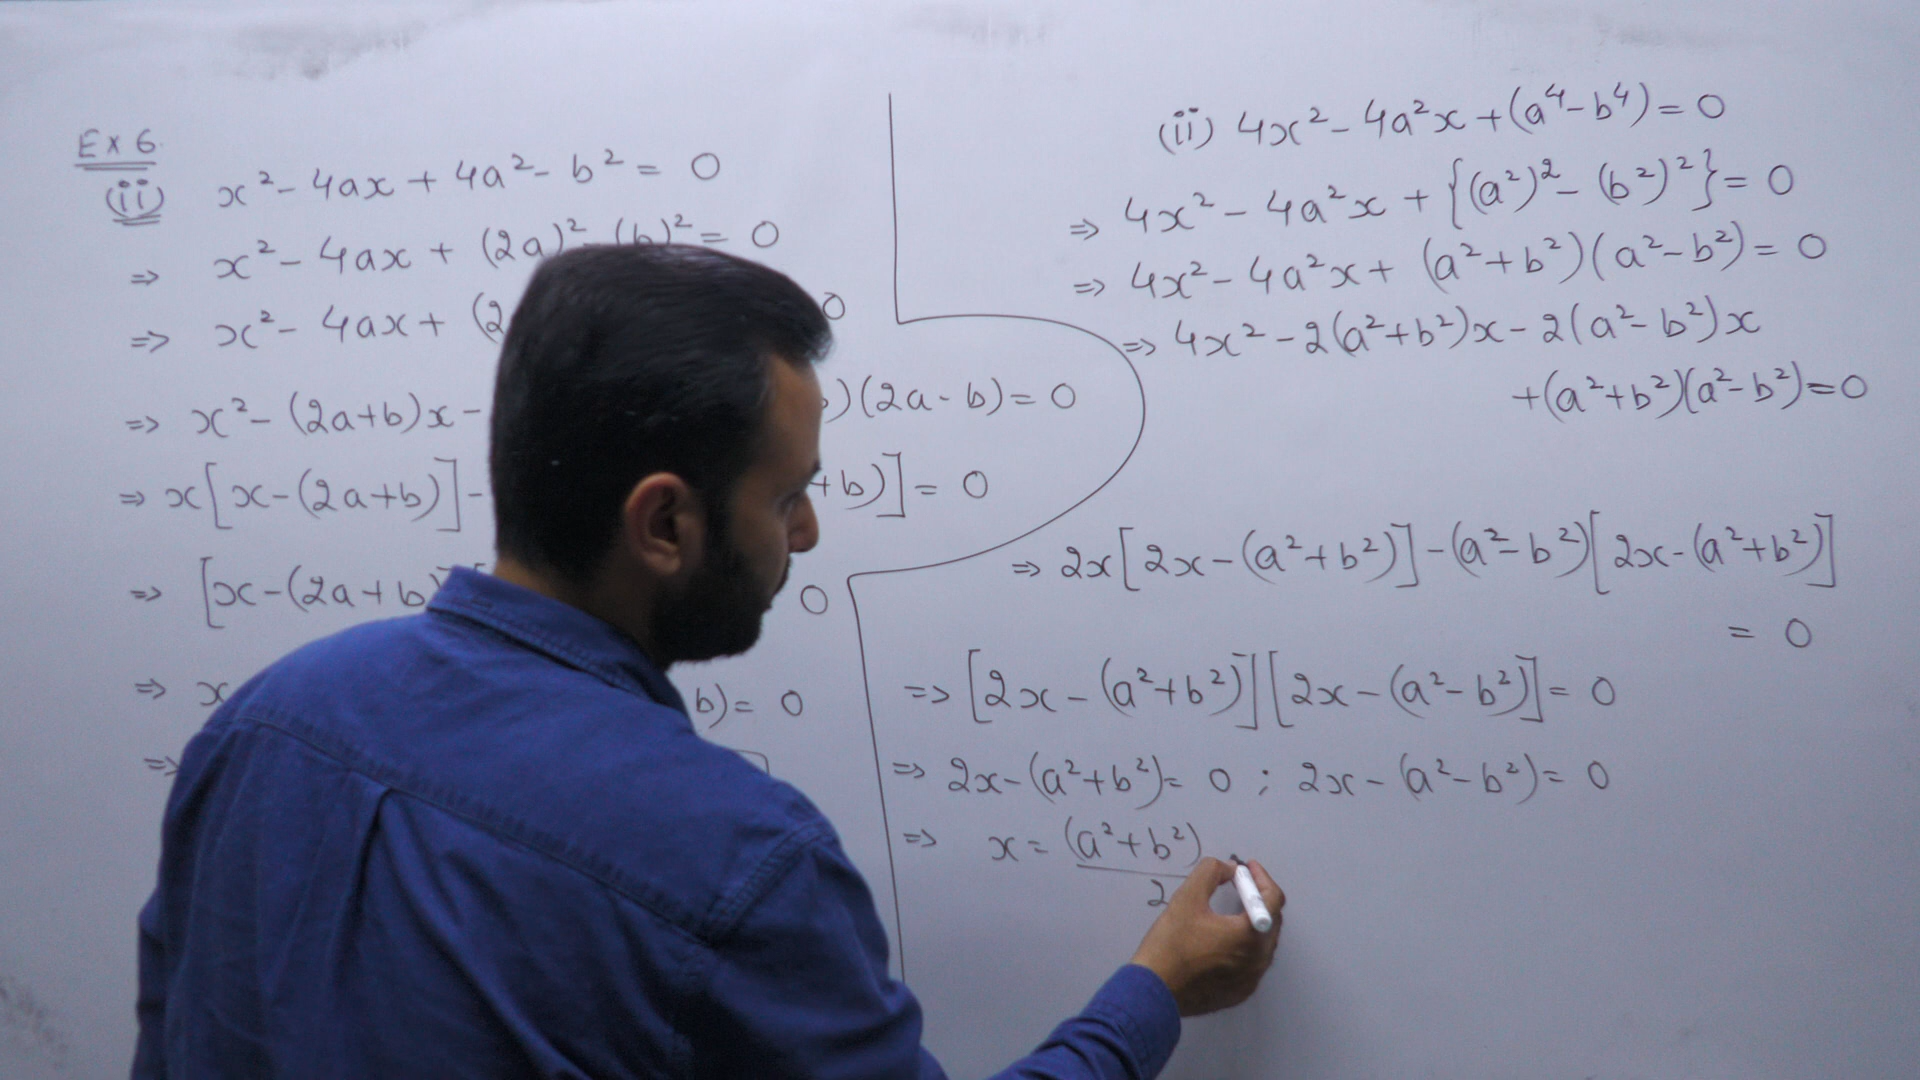 Ex 6
(ii) x² - 4ax + 4a² - b² = 0
⇒ x² - 4ax + (2a)² - (b)² = 0
⇒ x² - 4ax + (2 0
⇒ x² - (2a+b)x - )(2a - b) = 0
⇒ x[x - (2a+b)] - + b)] = 0
⇒ [x - (2a + b) 0
⇒ x b) = 0
⇒
(ii) 4x² - 4a²x + (a⁴ - b⁴) = 0
⇒ 4x² - 4a²x + {(a²)² - (b²)²} = 0
⇒ 4x² - 4a²x + (a² + b²)(a² - b²) = 0
⇒ 4x² - 2(a² + b²)x - 2(a² - b²)x
+ (a² + b²)(a² - b²) = 0
⇒ 2x[2x - (a² + b²)] - (a² - b²)[2x - (a² + b²)]
= 0
⇒ [2x - (a² + b²)][2x - (a² - b²)] = 0
⇒ 2x - (a² + b²) = 0 ; 2x - (a² - b²) = 0
⇒ x = (a² + b²)
2